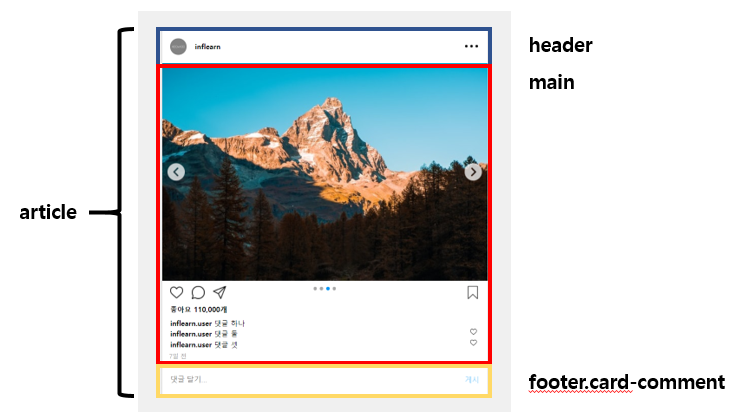 inflearn
header
main
article
좋아요 110,000개
inflearn.user 댓글 하나
inflearn.user 댓글 둘
inflearn.user 댓글 셋
7일 전
댓글 달기...
게시
footer.card-comment